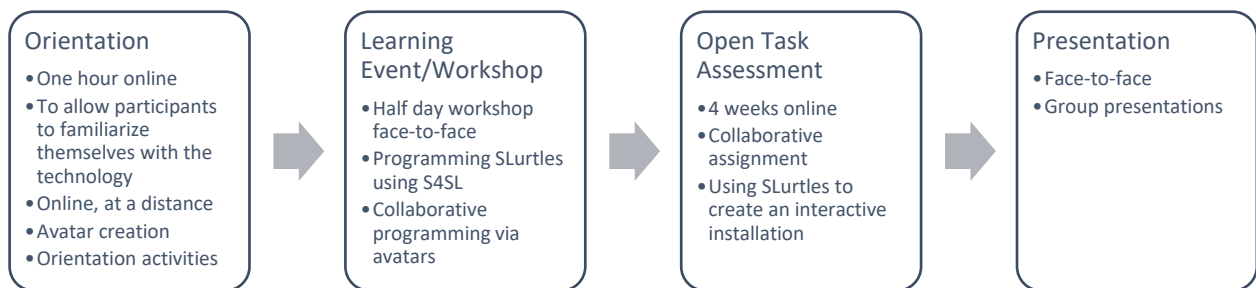 Orientation
•One hour online
•To allow participants
to familiarize
themselves with the
technology
•Online, at a distance
•Avatar creation
•Orientation activities
Learning
Event/Workshop
•Half day workshop
face-to-face
•Programming SLurtles
using S4SL
•Collaborative
programming via
avatars
Open Task
Assessment
•4 weeks online
•Collaborative
assignment
•Using SLurtles to
create an interactive
installation
Presentation
•Face-to-face
•Group presentations